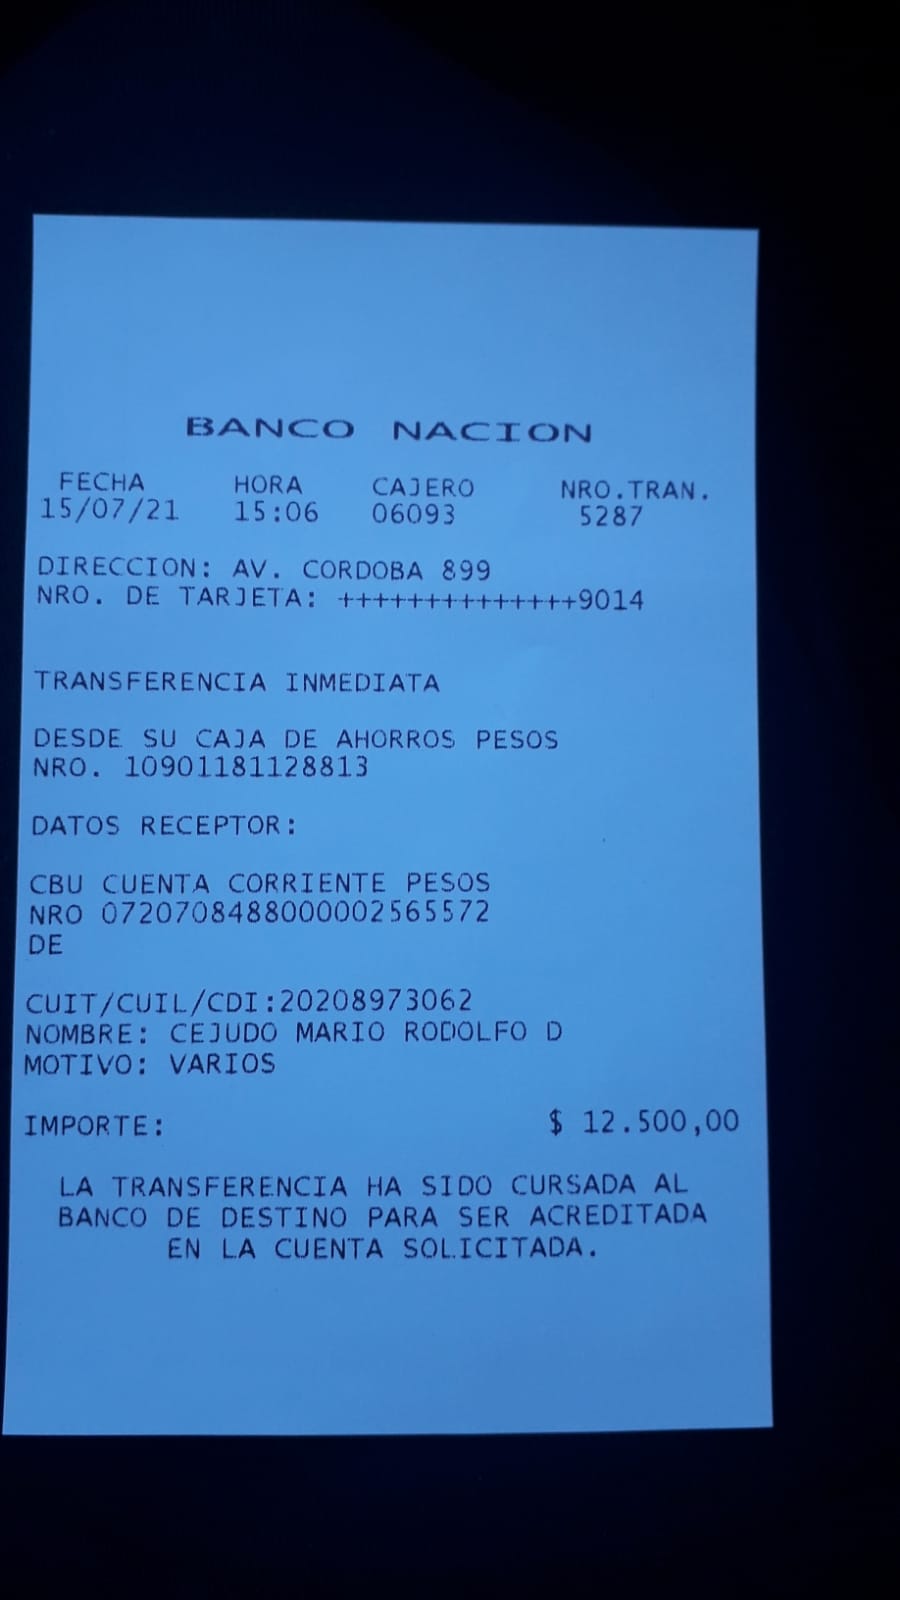 BANCO NACION
FECHA HORA CAJERO NRO.TRAN.
15/07/21 15:06 06093 5287
DIRECCION: AV. CORDOBA 899
NRO. DE TARJETA: ++++++++++++++9014
TRANSFERENCIA INMEDIATA
DESDE SU CAJA DE AHORROS PESOS
NRO. 10901181128813
DATOS RECEPTOR:
CBU CUENTA CORRIENTE PESOS
NRO 0720708488000002565572
DE
CUIT/CUIL/CDI:20208973062
NOMBRE: CEJUDO MARIO RODOLFO D
MOTIVO: VARIOS
IMPORTE: $ 12.500,00
LA TRANSFERENCIA HA SIDO CURSADA AL
BANCO DE DESTINO PARA SER ACREDITADA
EN LA CUENTA SOLICITADA.